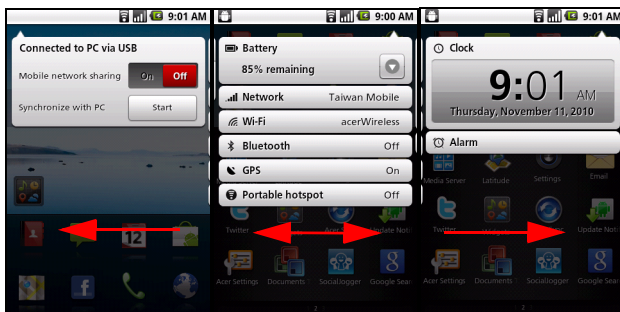 9:01 AM
Connected to PC via USB
Mobile network sharing
On
Off
Synchronize with PC
Start
12
9:00 AM
Battery
85% remaining
Network
Taiwan Mobile
Wi-Fi
acerWireless
Bluetooth
Off
GPS
On
Portable hotspot
Off
Twitter
Acer Settings
Documents
Sociallogger
Google Sear
2
9:01 AM
Clock
9:01 AM
Thursday, November 11, 2010
Alarm
Media Server
Latitude
Settings
Email
Twitter
Update Noti
Acer Settings
Documents
Sociallogger
Google Sear
2